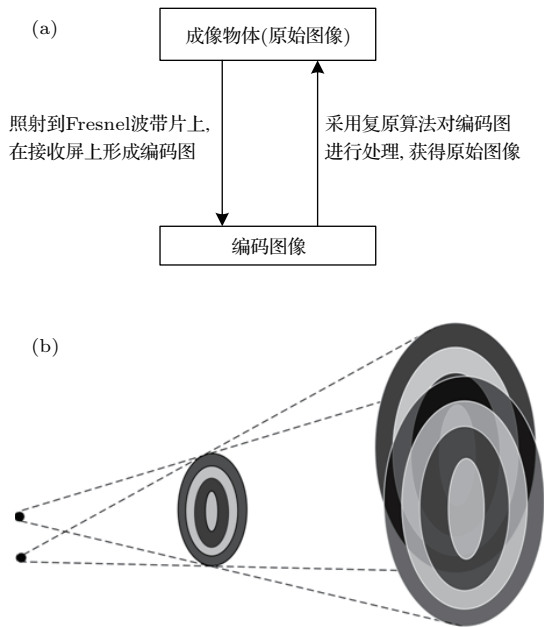 (a)
成像物体(原始图像)
照射到Fresnel波带片上,
在接收屏上形成编码图
采用复原算法对编码图
进行处理, 获得原始图像
编码图像
(b)